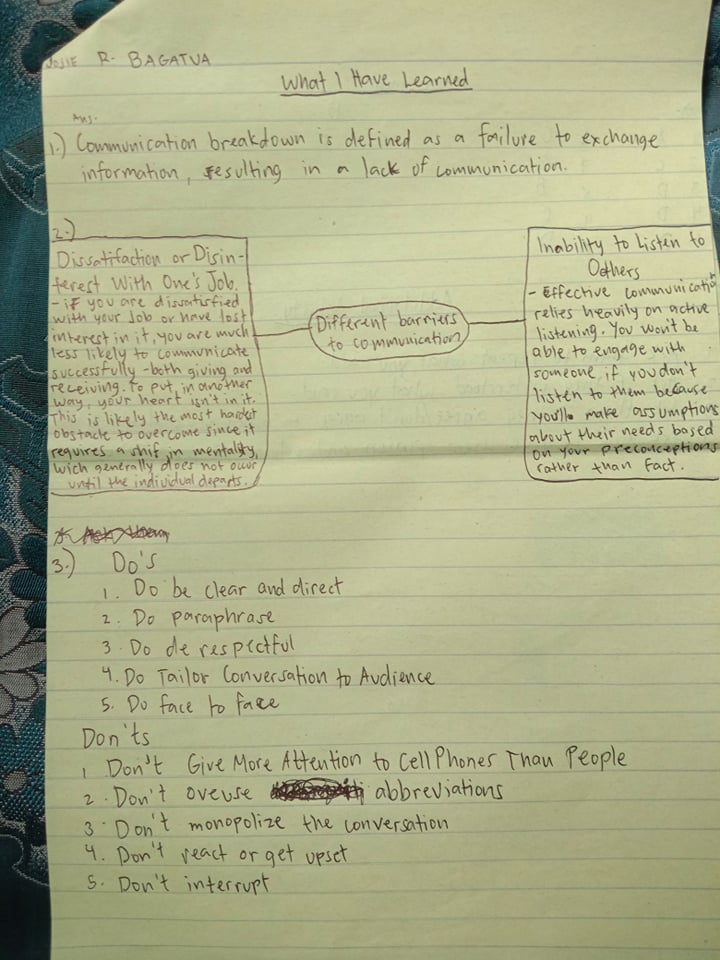 JOSIE R. BAGATUA
What I Have Learned
Ans.
1.) Communication breakdown is defined as a failure to exchange
information, resulting in a lack of communication.
2.)
Dissatifaction or Disin-
terest With One's Job.
- if you are dissatisfied
with your Job or have lost
interest in it, you are much
less likely to communicate
successfully - both giving and
receiving. To put, in another
way, your heart isn't in it.
This is likely the most hardest
obstacle to overcome since it
requires a shif in mentality,
wich generally does not occur
until the individual departs.
Different barriers
to communication
Inability to Listen to
Others
- Effective communication
relies heavily on active
listening. You won't be
able to engage with
someone if you don't
listen to them because
you'll make assumptions
about their needs based
on your preconceptions
rather than fact.
3.) Do's
1. Do be clear and direct
2. Do paraphrase
3. Do de respectful
4. Do Tailor Conversation to Audience
5. Do face to face
Don'ts
1 Don't Give More Attention to Cell Phones Than People
2. Don't oveuse abbreviations
3. Don't monopolize the conversation
4. Don't react or get upset
5. Don't interrupt